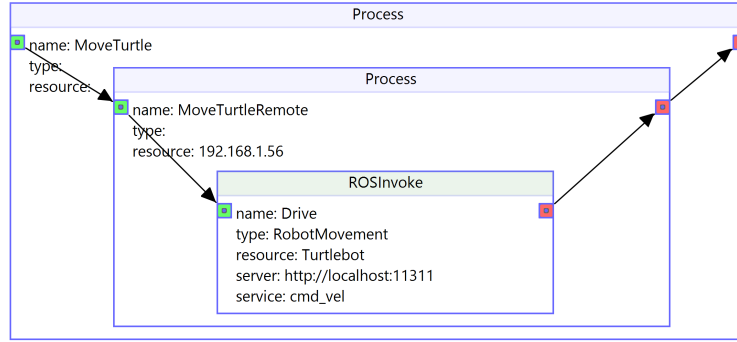 Process
name: MoveTurtle
type:
resource:
Process
name: MoveTurtleRemote
type:
resource: 192.168.1.56
ROSInvoke
name: Drive
type: RobotMovement
resource: Turtlebot
server: http://localhost:11311
service: cmd_vel